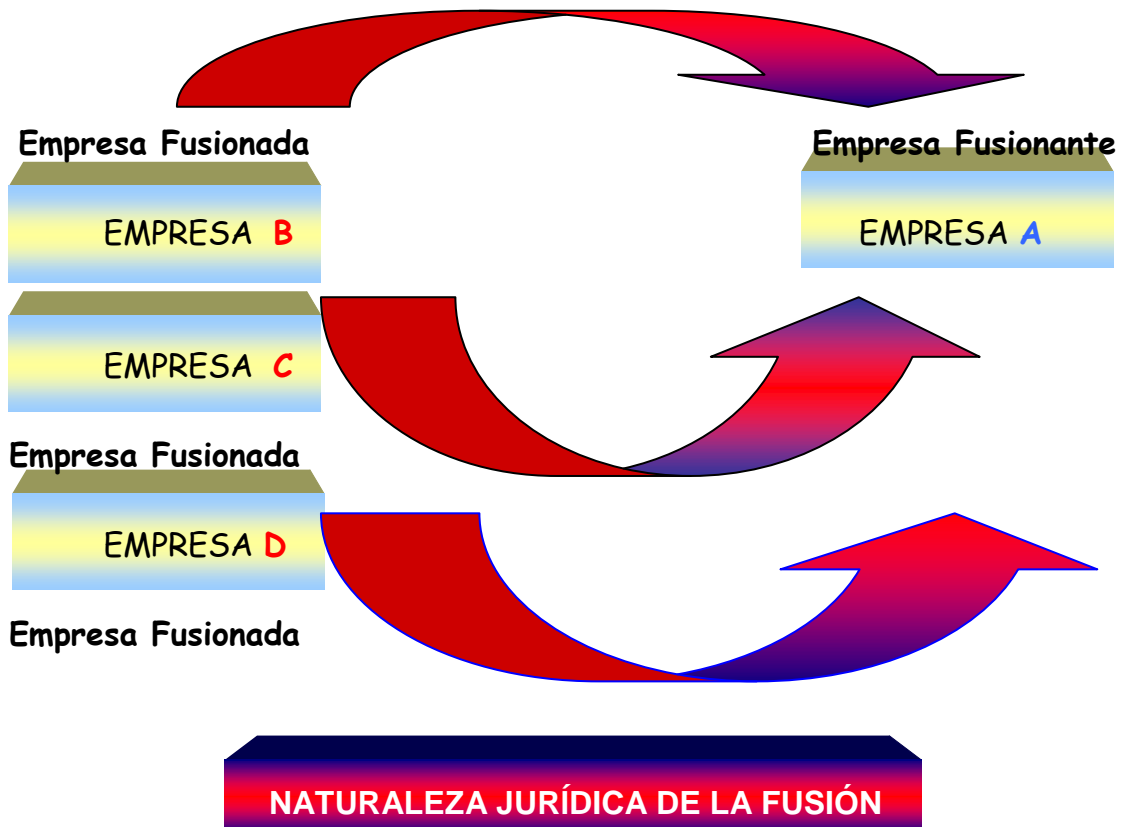 Empresa Fusionada
EMPRESA B
EMPRESA C
Empresa Fusionada
EMPRESA D
Empresa Fusionada
Empresa Fusionante
EMPRESA A
NATURALEZA JURÍDICA DE LA FUSIÓN